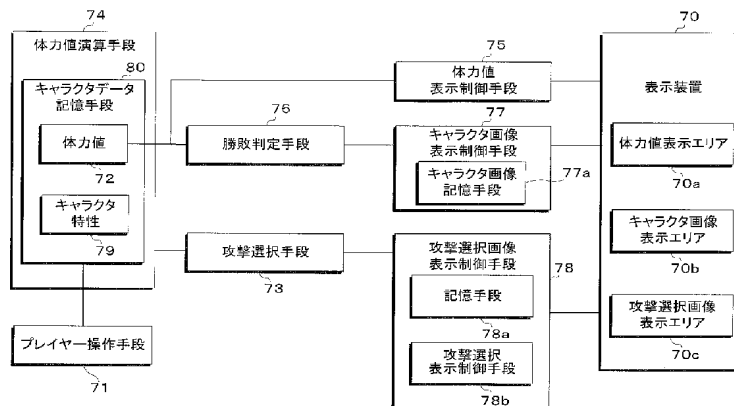 74
体力値演算手段
80
キャラクタデータ
記憶手段
体力値
72
キャラクタ
特性
79
プレイヤー操作手段
71
76
勝敗判定手段
攻撃選択手段
73
75
体力値
表示制御手段
77
キャラクタ画像
表示制御手段
キャラクタ画像
記憶手段
77a
攻撃選択画像
表示制御手段
78
記憶手段
78a
攻撃選択
表示制御手段
78b
70
表示装置
体力値表示エリア
70a
キャラクタ画像
表示エリア
70b
攻撃選択画像
表示エリア
70c